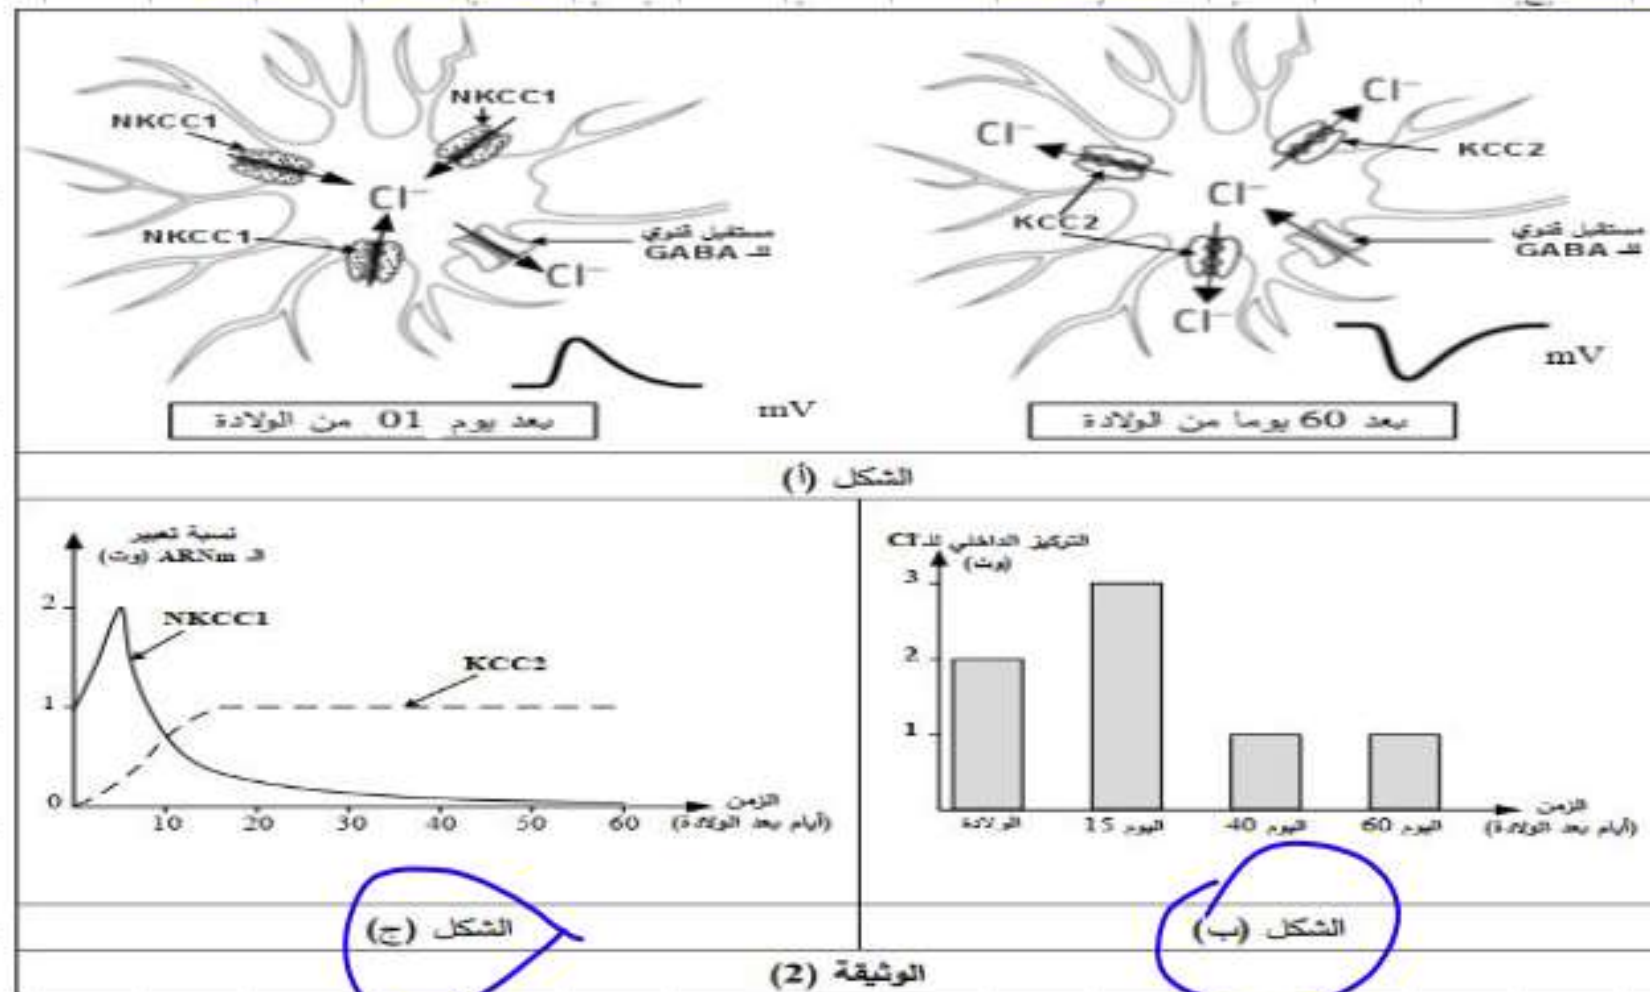 NKCC1
NKCC1
Cl⁻
NKCC1
مستقبل قنوي
للـ GABA
Cl⁻
mV
بعد يوم 01 من الولادة
Cl⁻
Cl⁻
KCC2
Cl⁻
KCC2
مستقبل قنوي
للـ GABA
Cl⁻
mV
بعد 60 يوما من الولادة
الشكل (أ)
نسبة تعبير
الـ ARNm (وت)
2
NKCC1
KCC2
1
0
10 20 30 40 50 60
الزمن
(أيام بعد الولادة)
الشكل (ج)
التركيز الداخلي للـ Cl⁻
(وت)
3
2
1
الولادة
اليوم 15
اليوم 40
اليوم 60
الزمن
(أيام بعد الولادة)
الشكل (ب)
الوثيقة (2)